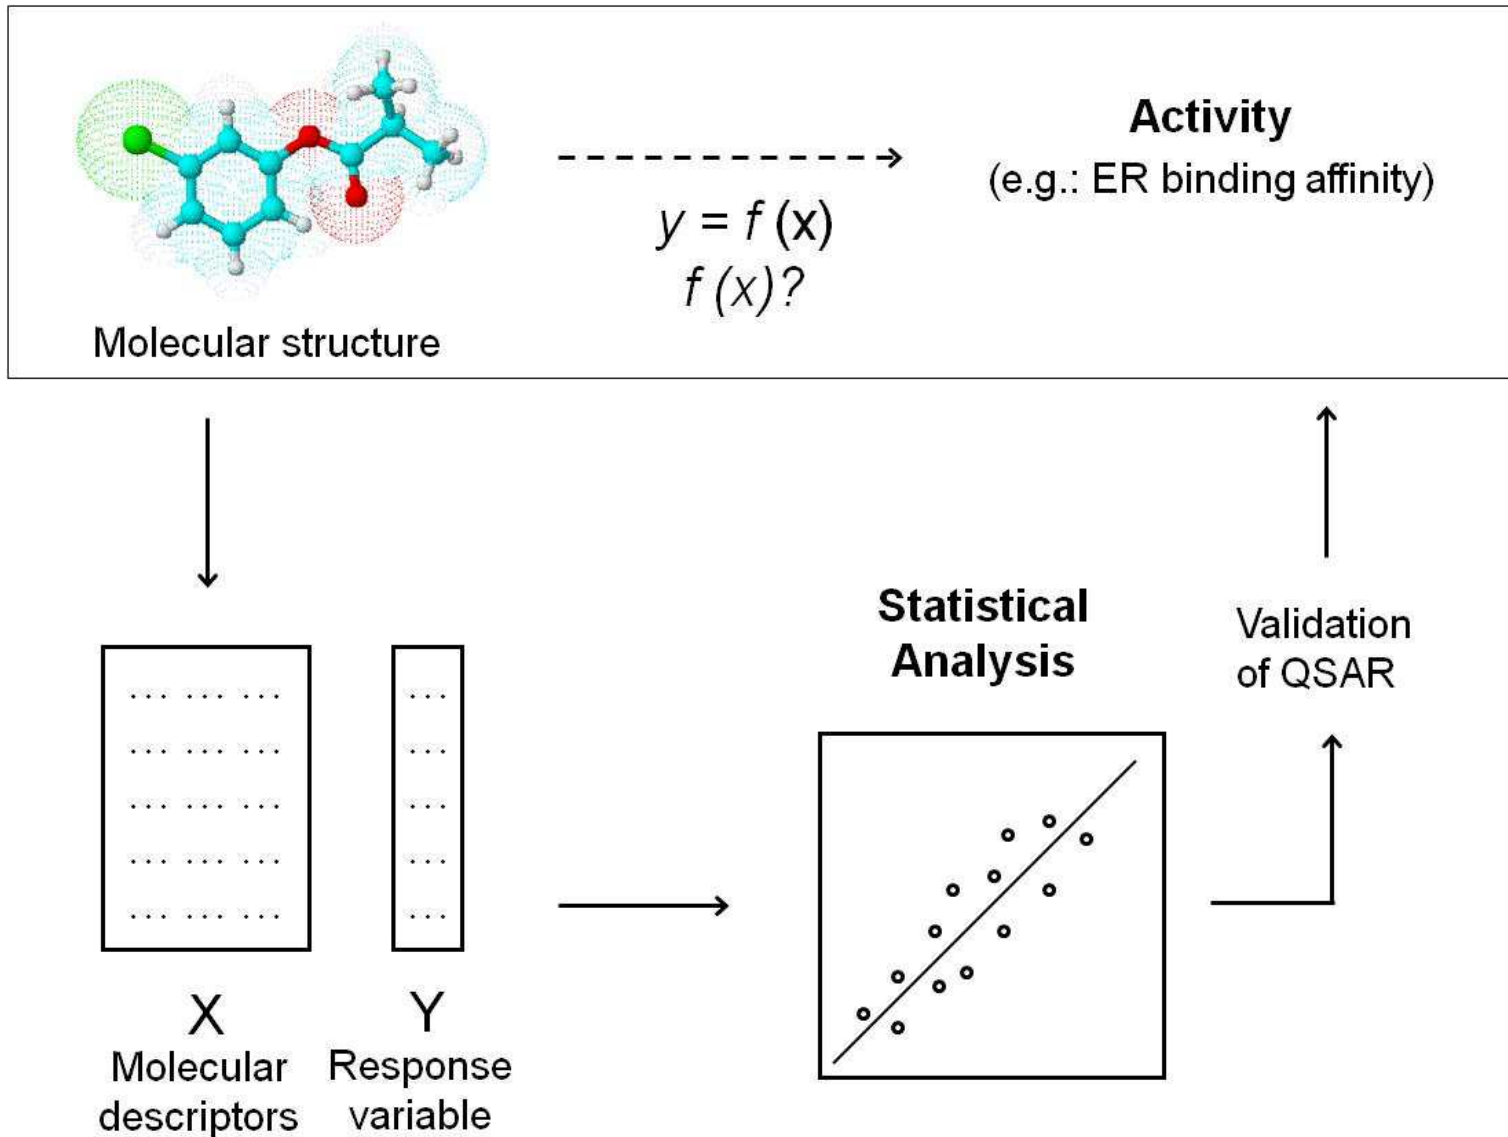 Activity
(e.g.: ER binding affinity)
y = f (x)
f (x)?
Molecular structure
Statistical
Analysis
Validation
of QSAR
... ... ... ...
... ... ... ...
... ... ... ...
... ... ... ...
... ... ... ...
X
Molecular
descriptors
Y
Response
variable